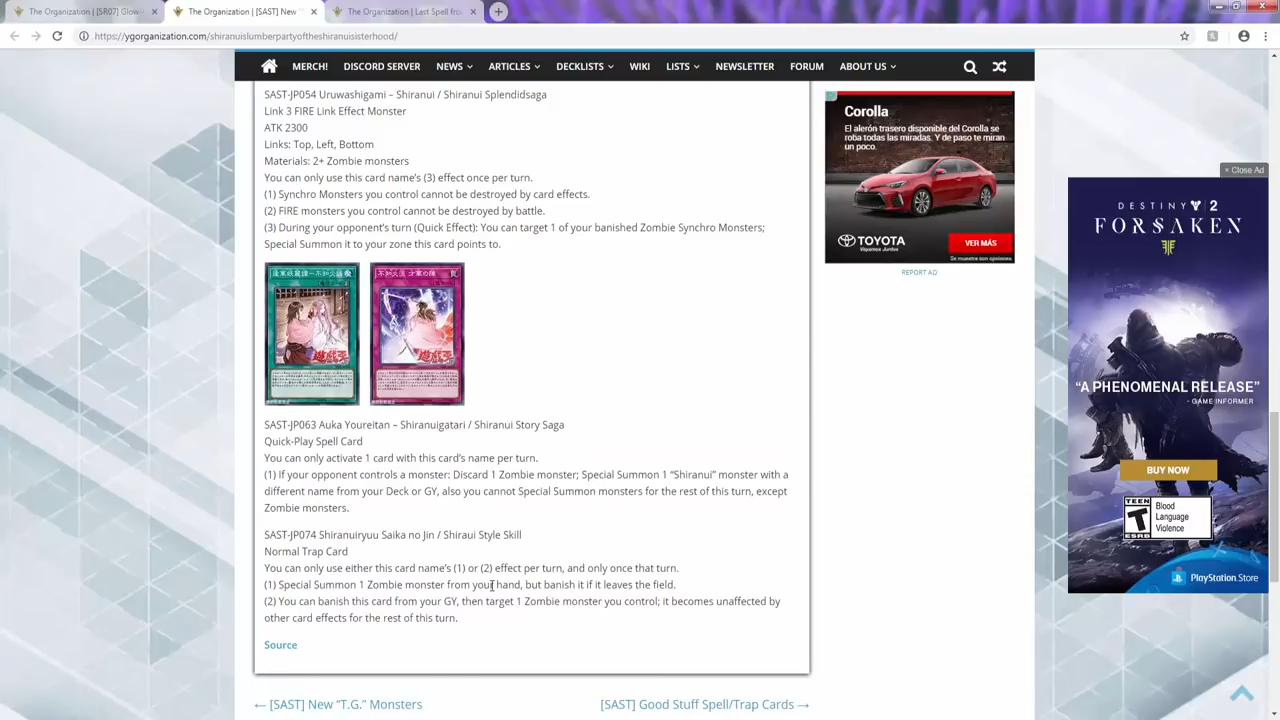 The Organization | [SR07] Glow-
The Organization | [SAST] New "
The Organization | Last Spell fro
https://ygorganization.com/shiranuislumberpartyoftheshiranuisisterhood/
MERCH! DISCORD SERVER NEWS ARTICLES DECKLISTS WIKI LISTS NEWSLETTER FORUM ABOUT US
SAST-JP054 Uruwashigami – Shiranui / Shiranui Splendidsaga
Link 3 FIRE Link Effect Monster
ATK 2300
Links: Top, Left, Bottom
Materials: 2+ Zombie monsters
You can only use this card name's (3) effect once per turn.
(1) Synchro Monsters you control cannot be destroyed by card effects.
(2) FIRE monsters you control cannot be destroyed by battle.
(3) During your opponent's turn (Quick Effect): You can target 1 of your banished Zombie Synchro Monsters;
Special Summon it to your zone this card points to.
遊戯王
遊戯王
SAST-JP063 Auka Youreitan – Shiranuigatari / Shiranui Story Saga
Quick-Play Spell Card
You can only activate 1 card with this card's name per turn.
(1) If your opponent controls a monster: Discard 1 Zombie monster; Special Summon 1 "Shiranui" monster with a
different name from your Deck or GY, also you cannot Special Summon monsters for the rest of this turn, except
Zombie monsters.
SAST-JP074 Shiranuiryuu Saika no Jin / Shiraui Style Skill
Normal Trap Card
You can only use either this card name's (1) or (2) effect per turn, and only once that turn.
(1) Special Summon 1 Zombie monster from your hand, but banish it if it leaves the field.
(2) You can banish this card from your GY, then target 1 Zombie monster you control; it becomes unaffected by
other card effects for the rest of this turn.
Source
← [SAST] New "T.G." Monsters
[SAST] Good Stuff Spell/Trap Cards →
Corolla
El alerón trasero disponible del Corolla se
roba todas las miradas. Y de paso te miran
un poco.
TOYOTA
Vayamos Juntos
VER MÁS
Se muestra con opciones.
REPORT AD
× Close Ad
DESTINY 2
FORSAKEN
"A PHENOMENAL RELEASE"
- GAME INFORMER
BUY NOW
TEEN
T
ESRB
Blood
Language
Violence
PlayStation.Store